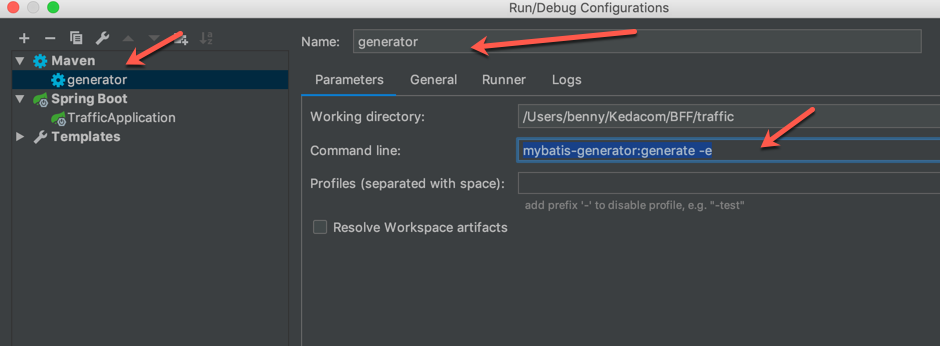 Run/Debug Configurations
Maven
generator
Spring Boot
TrafficApplication
Templates
Name: generator
Parameters General Runner Logs
Working directory: /Users/benny/Kedacom/BFF/traffic
Command line: mybatis-generator:generate -e
Profiles (separated with space):
add prefix '-' to disable profile, e.g. "-test"
Resolve Workspace artifacts